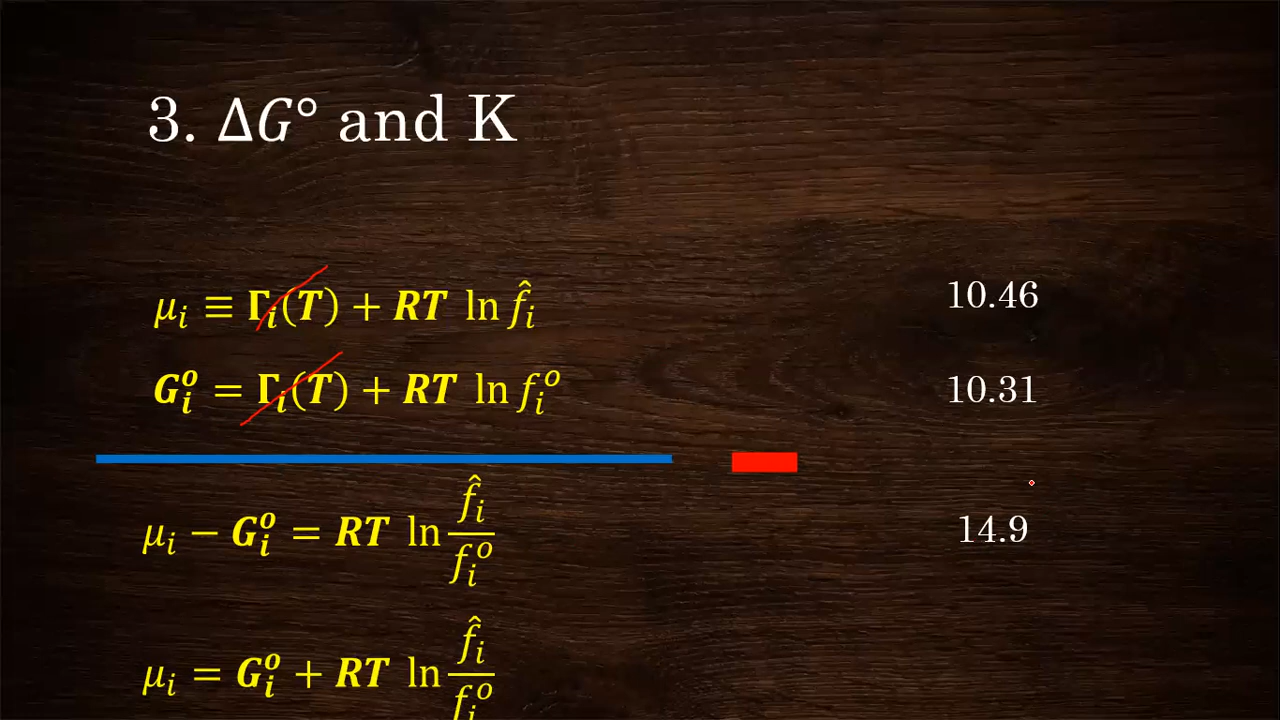 3. ΔG° and K
μᵢ ≡ Γᵢ(T) + RT ln f̂ᵢ 10.46
Gᵢᵒ = Γᵢ(T) + RT ln fᵢᵒ 10.31
μᵢ − Gᵢᵒ = RT ln f̂ᵢ/fᵢᵒ 14.9
μᵢ = Gᵢᵒ + RT ln f̂ᵢ/fᵢᵒ